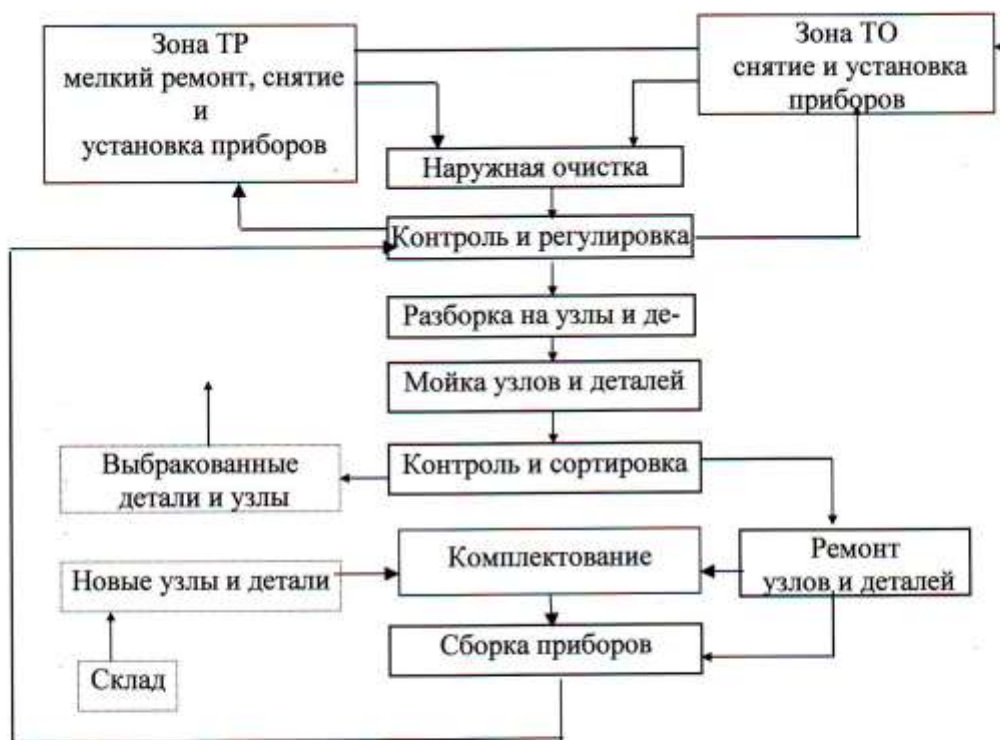 Зона ТР
мелкий ремонт, снятие
и
установка приборов
Зона ТО
снятие и установка
приборов
Наружная очистка
Контроль и регулировка
Разборка на узлы и де-
Мойка узлов и деталей
Контроль и сортировка
Выбракованные
детали и узлы
Комплектование
Ремонт
узлов и деталей
Новые узлы и детали
Сборка приборов
Склад